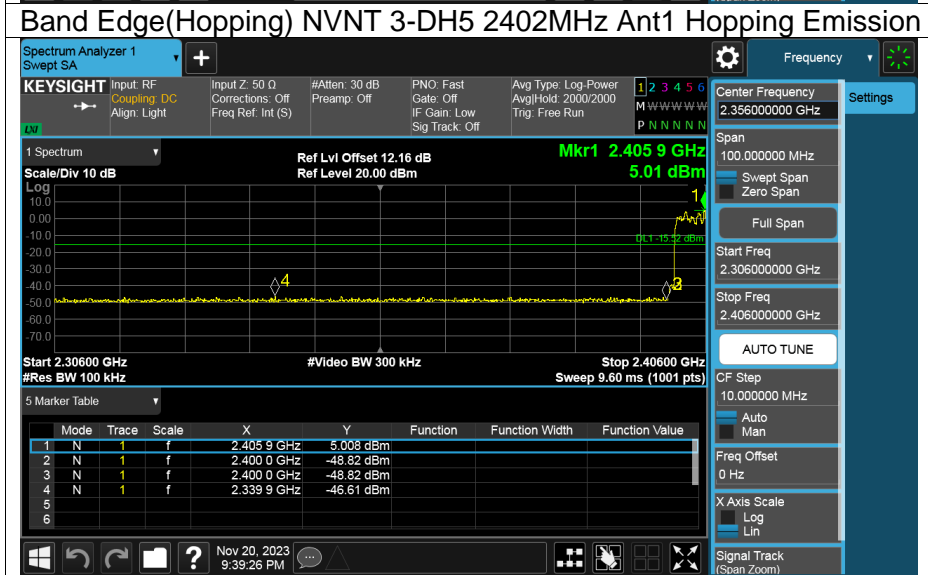 Band Edge(Hopping) NVNT 3-DH5 2402MHz Ant1 Hopping Emission
Spectrum Analyzer 1
Swept SA
+
Frequency
KEYSIGHT
Input: RF
Coupling: DC
Align: Light
Input Z: 50 Ω
Corrections: Off
Freq Ref: Int (S)
#Atten: 30 dB
Preamp: Off
PNO: Fast
Gate: Off
IF Gain: Low
Sig Track: Off
Avg Type: Log-Power
Avg|Hold: 2000/2000
Trig: Free Run
1 2 3 4 5 6
M W W W W W
P N N N N N
LXI
1 Spectrum
Scale/Div 10 dB
Ref Lvl Offset 12.16 dB
Ref Level 20.00 dBm
Mkr1 2.405 9 GHz
5.01 dBm
Log
10.0
0.00
-10.0
-20.0
-30.0
-40.0
-50.0
-60.0
-70.0
1
DL1 -15.52 dBm
4
Start 2.30600 GHz
#Res BW 100 kHz
#Video BW 300 kHz
Stop 2.40600 GHz
Sweep 9.60 ms (1001 pts)
5 Marker Table
Mode Trace Scale X Y Function Function Width Function Value
1 N 1 f 2.405 9 GHz 5.008 dBm
2 N 1 f 2.400 0 GHz -48.82 dBm
3 N 1 f 2.400 0 GHz -48.82 dBm
4 N 1 f 2.339 9 GHz -46.61 dBm
5
6
?
Nov 20, 2023
9:39:26 PM
Center Frequency
2.356000000 GHz
Settings
Span
100.000000 MHz
Swept Span
Zero Span
Full Span
Start Freq
2.306000000 GHz
Stop Freq
2.406000000 GHz
AUTO TUNE
CF Step
10.000000 MHz
Auto
Man
Freq Offset
0 Hz
X Axis Scale
Log
Lin
Signal Track
(Span Zoom)